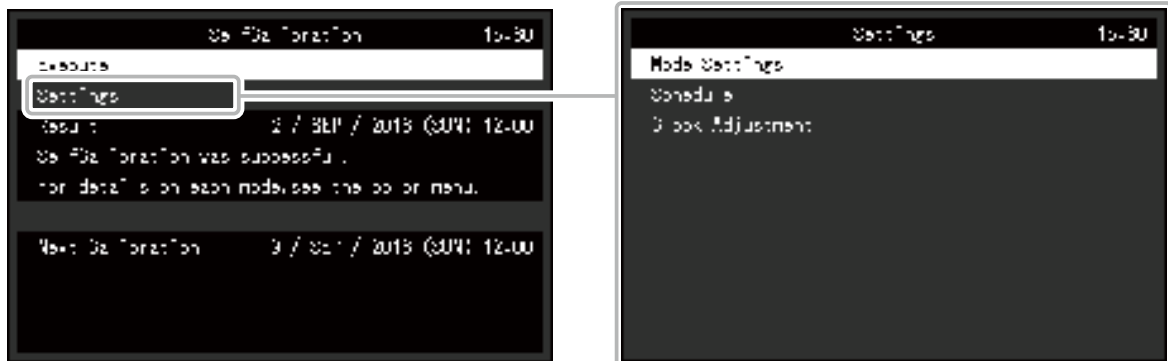 SelfCalibration 15:30
Execute
Settings
Result 2 / SEP / 2018 (SUN) 12:00
SelfCalibration was successful.
For details on each mode, see the color menu.
Next Calibration 9 / SEP / 2018 (SUN) 12:00
Settings 15:30
Mode Settings
Schedule
Clock Adjustment